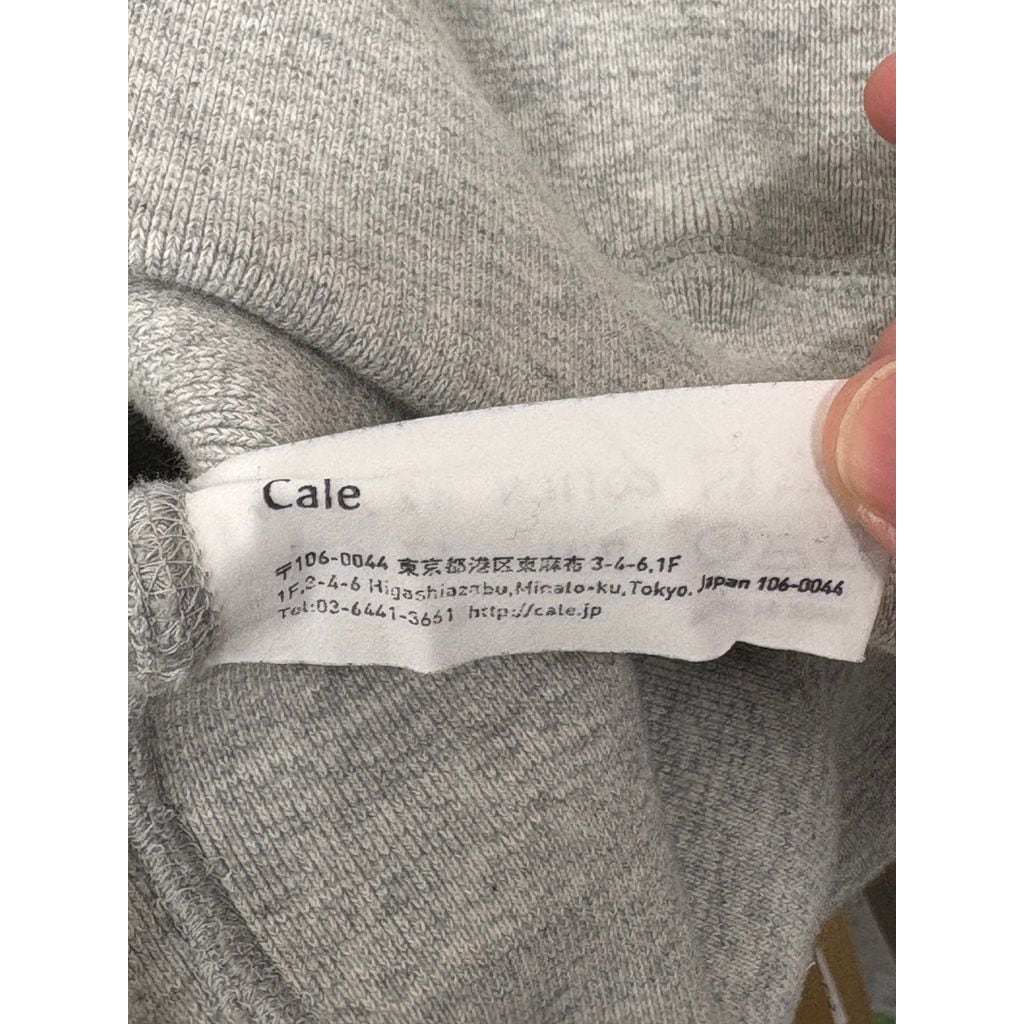 Cale
〒106-0044 東京都港区東麻布 3-4-6,1F
1F,3-4-6 Higashiazabu,Minato-ku,Tokyo, Japan 106-0044
Tel:03-6441-3661 http://cale.jp